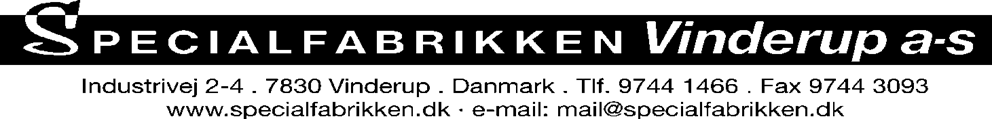 SPECIALFABRIKKEN Vinderup a-s
Industrivej 2-4 . 7830 Vinderup . Danmark . Tlf. 9744 1466 . Fax 9744 3093
www.specialfabrikken.dk · e-mail: mail@specialfabrikken.dk